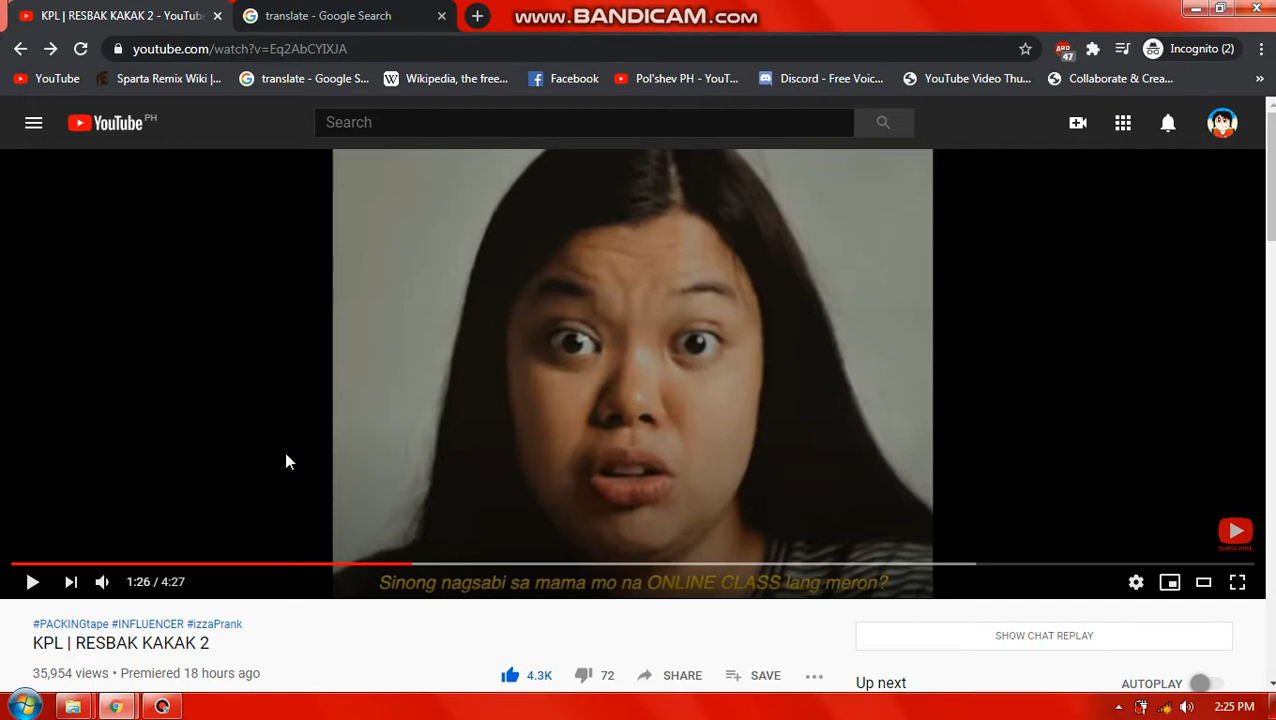 KPL | RESBAK KAKAK 2 - YouTube
translate - Google Search
www.BANDICAM.com
youtube.com/watch?v=Eq2AbCYIXJA
ABP
47
Incognito (2)
YouTube
Sparta Remix Wiki |...
translate - Google S...
Wikipedia, the free...
Facebook
Pol'shev PH - YouT...
Discord - Free Voic...
YouTube Video Thu...
Collaborate & Crea...
»
YouTube PH
Search
SUBSCRIBE
Sinong nagsabi sa mama mo na ONLINE CLASS lang meron?
1:26 / 4:27
#PACKINGtape #INFLUENCER #izzaPrank
KPL | RESBAK KAKAK 2
SHOW CHAT REPLAY
35,954 views • Premiered 18 hours ago
4.3K
72
SHARE
SAVE
Up next
AUTOPLAY
2:25 PM